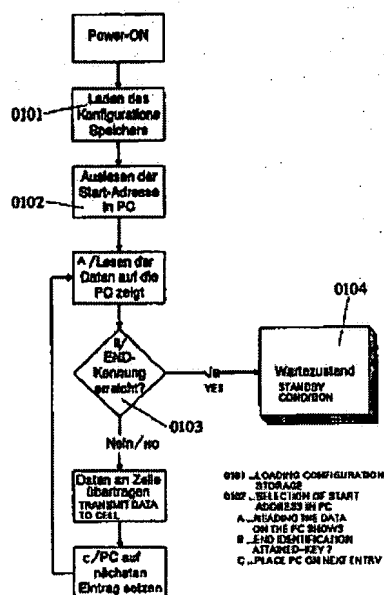 Power-ON
0101
Laden des
Konfigurations
Speichers
Auslesen der
Start-Adresse
in PC
0102
A /Lesen der
Daten auf die
PC zeigt
0104
B/
END-
Kennung
erreicht?
Ja
YES
Wartezustand
STANDBY
CONDITION
0103
Nein/NO
Daten an Zelle
übertragen
TRANSMIT DATA
TO CELL
C/PC auf
nächsten
Eintrag setzen
0101...LOADING CONFIGURATION
STORAGE
0102...SELECTION OF START
ADDRESS IN PC
A...READING THE DATA
ON THE PC SHOWS
B...END IDENTIFICATION
ATTAINED-KEY?
C...PLACE PC ON NEXT ENTRY